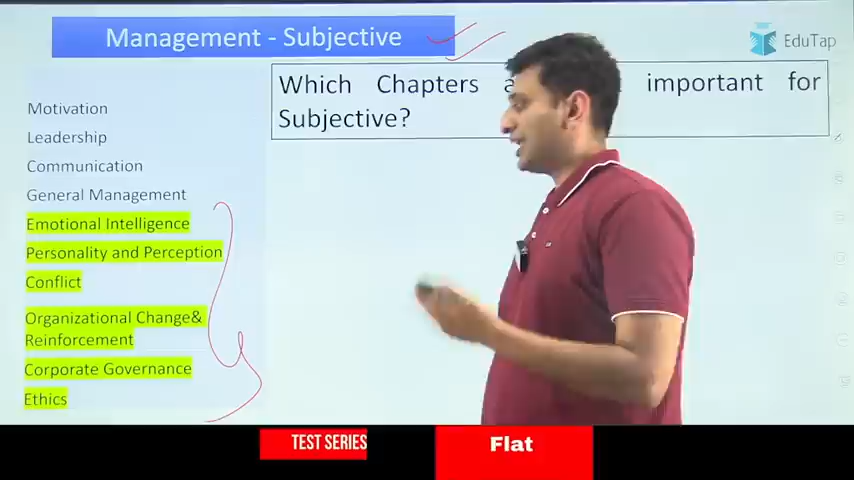 Management - Subjective
EduTap
Which Chapters important for
Subjective?
Motivation
Leadership
Communication
General Management
Emotional Intelligence
Personality and Perception
Conflict
Organizational Change&
Reinforcement
Corporate Governance
Ethics
TEST SERIES
Flat